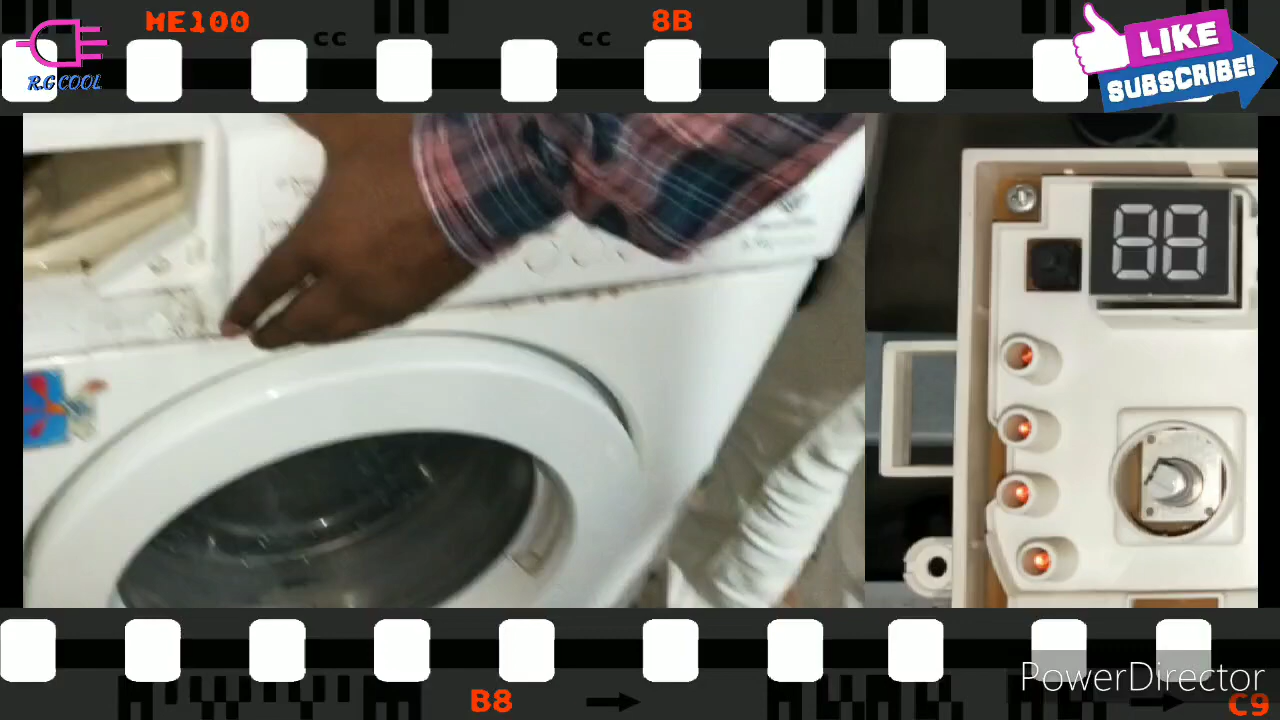 ME100
8B
cc
cc
R.G COOL
LIKE
SUBSCRIBE!
88
PowerDirector
B8
C9